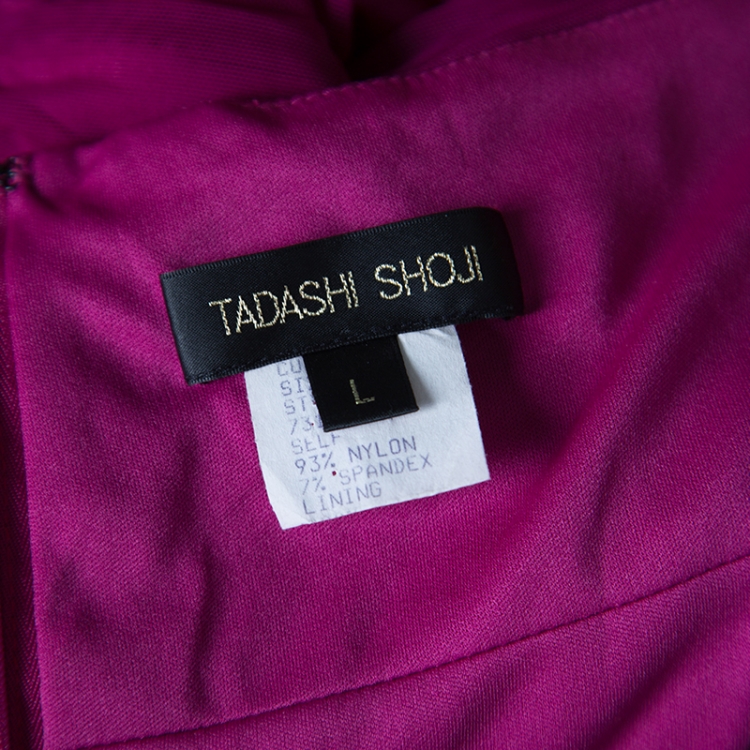 TADASHI SHOJI
L
SELF
93% NYLON
7% SPANDEX
LINING